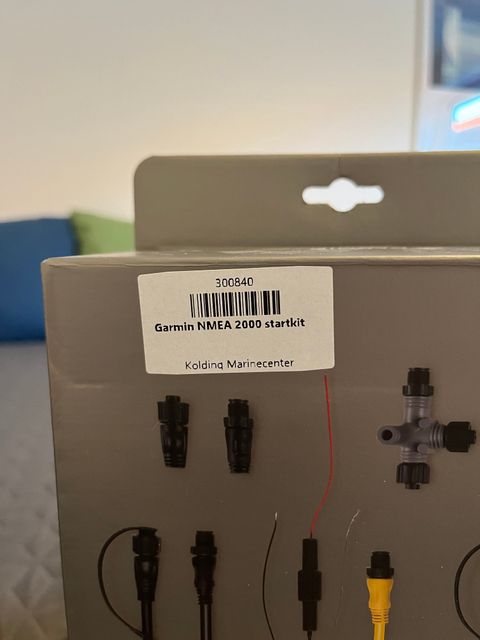 300840
Garmin NMEA 2000 startkit
Kolding Marinecenter